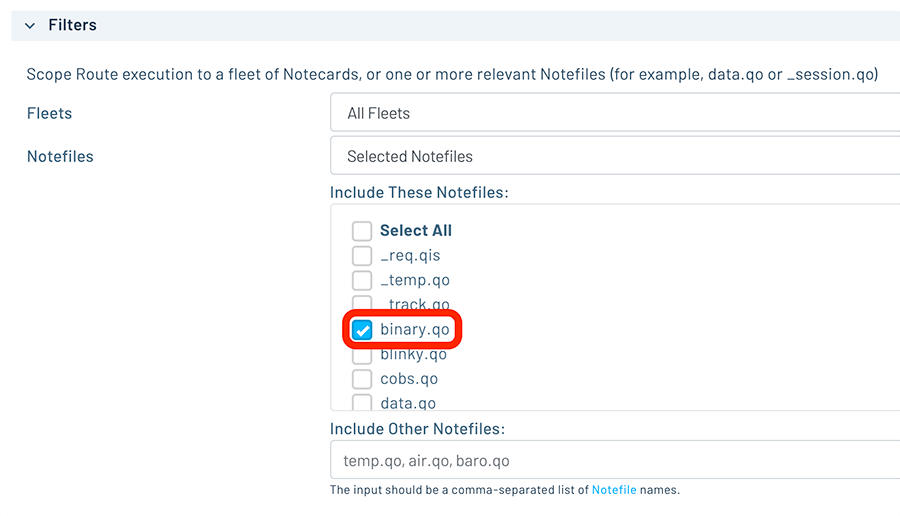 Filters
Scope Route execution to a fleet of Notecards, or one or more relevant Notefiles (for example, data.qo or _session.qo)
Fleets
All Fleets
Notefiles
Selected Notefiles
Include These Notefiles:
Select All
_req.qis
_temp.qo
_track.qo
binary.qo
blinky.qo
cobs.qo
data.qo
Include Other Notefiles:
temp.qo, air.qo, baro.qo
The input should be a comma-separated list of Notefile names.